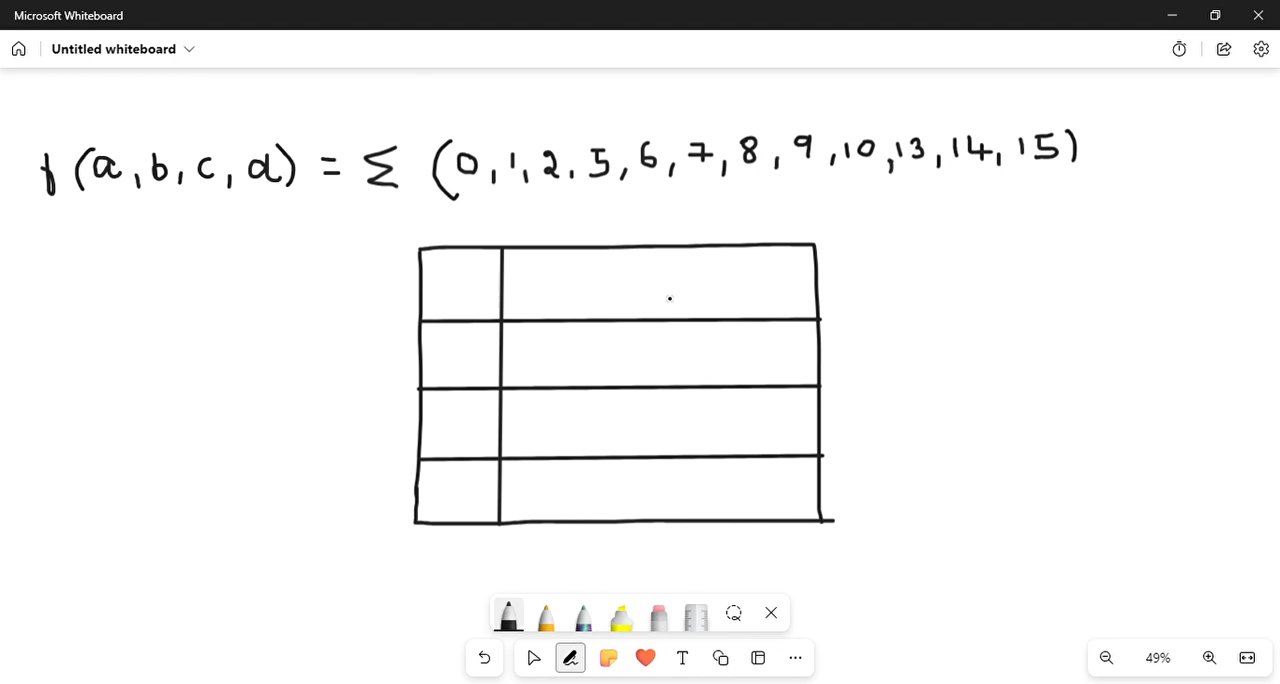 Microsoft Whiteboard
Untitled whiteboard
f(a,b,c,d) = Σ (0,1,2,5,6,7,8,9,10,13,14,15)
49%